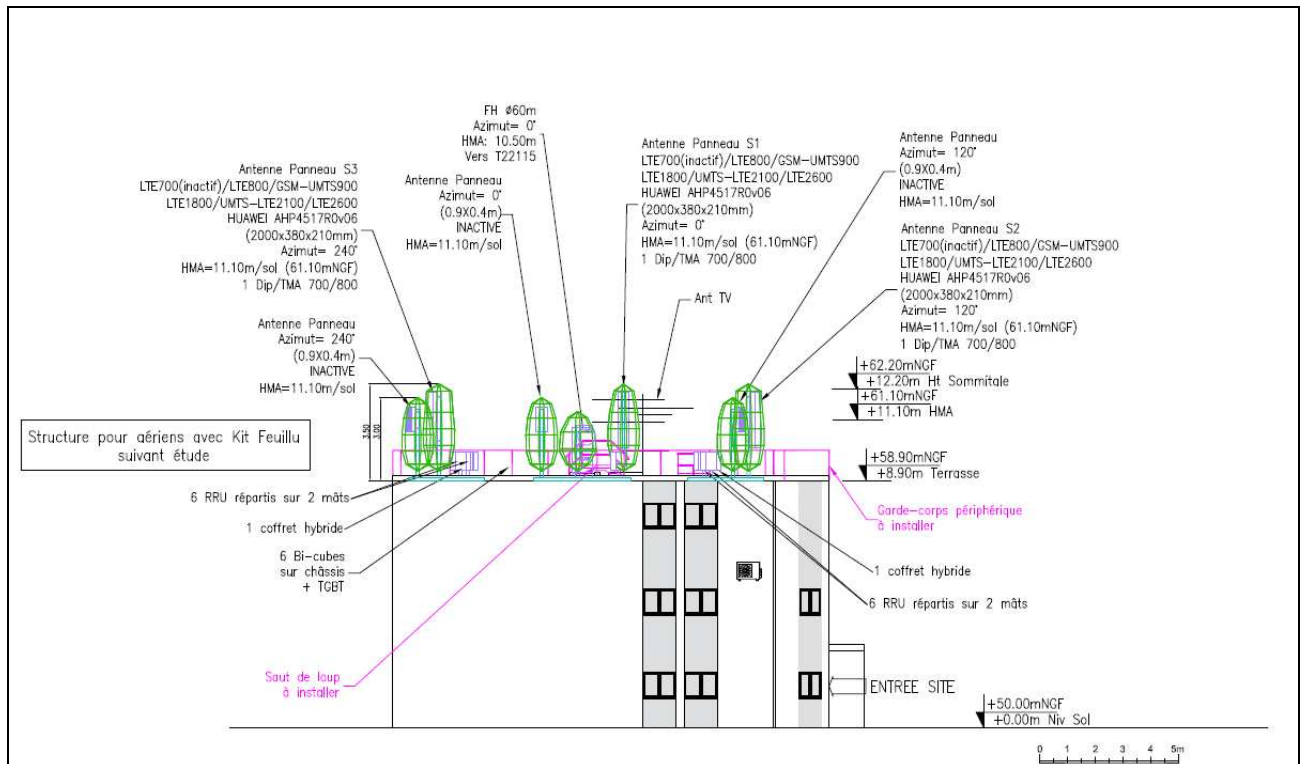 FH ø60m
Azimut= 0°
HMA: 10.50m
Vers T22115
Antenne Panneau S3
LTE700(inactif)/LTE800/GSM-UMTS900
LTE1800/UMTS-LTE2100/LTE2600
HUAWEI AHP4517R0v06
(2000x380x210mm)
Azimut= 240°
HMA=11.10m/sol (61.10mNGF)
1 Dip/TMA 700/800
Antenne Panneau
Azimut= 0°
(0.9X0.4m)
INACTIVE
HMA=11.10m/sol
Antenne Panneau S1
LTE700(inactif)/LTE800/GSM-UMTS900
LTE1800/UMTS-LTE2100/LTE2600
HUAWEI AHP4517R0v06
(2000x380x210mm)
Azimut= 0°
HMA=11.10m/sol (61.10mNGF)
1 Dip/TMA 700/800
Antenne Panneau
Azimut= 120°
(0.9X0.4m)
INACTIVE
HMA=11.10m/sol
Antenne Panneau S2
LTE700(inactif)/LTE800/GSM-UMTS900
LTE1800/UMTS-LTE2100/LTE2600
HUAWEI AHP4517R0v06
(2000x380x210mm)
Azimut= 120°
HMA=11.10m/sol (61.10mNGF)
1 Dip/TMA 700/800
Ant TV
Antenne Panneau
Azimut= 240°
(0.9X0.4m)
INACTIVE
HMA=11.10m/sol
+62.20mNGF
+12.20m Ht Sommitale
+61.10mNGF
+11.10m HMA
3.50
3.00
Structure pour aériens avec Kit Feuillu
suivant étude
+58.90mNGF
+8.90m Terrasse
6 RRU répartis sur 2 mâts
1 coffret hybride
6 Bi-cubes
sur châssis
+ TGBT
Garde-corps périphérique
à installer
1 coffret hybride
6 RRU répartis sur 2 mâts
Saut de loup
à installer
ENTREE SITE
+50.00mNGF
+0.00m Niv Sol
0 1 2 3 4 5m